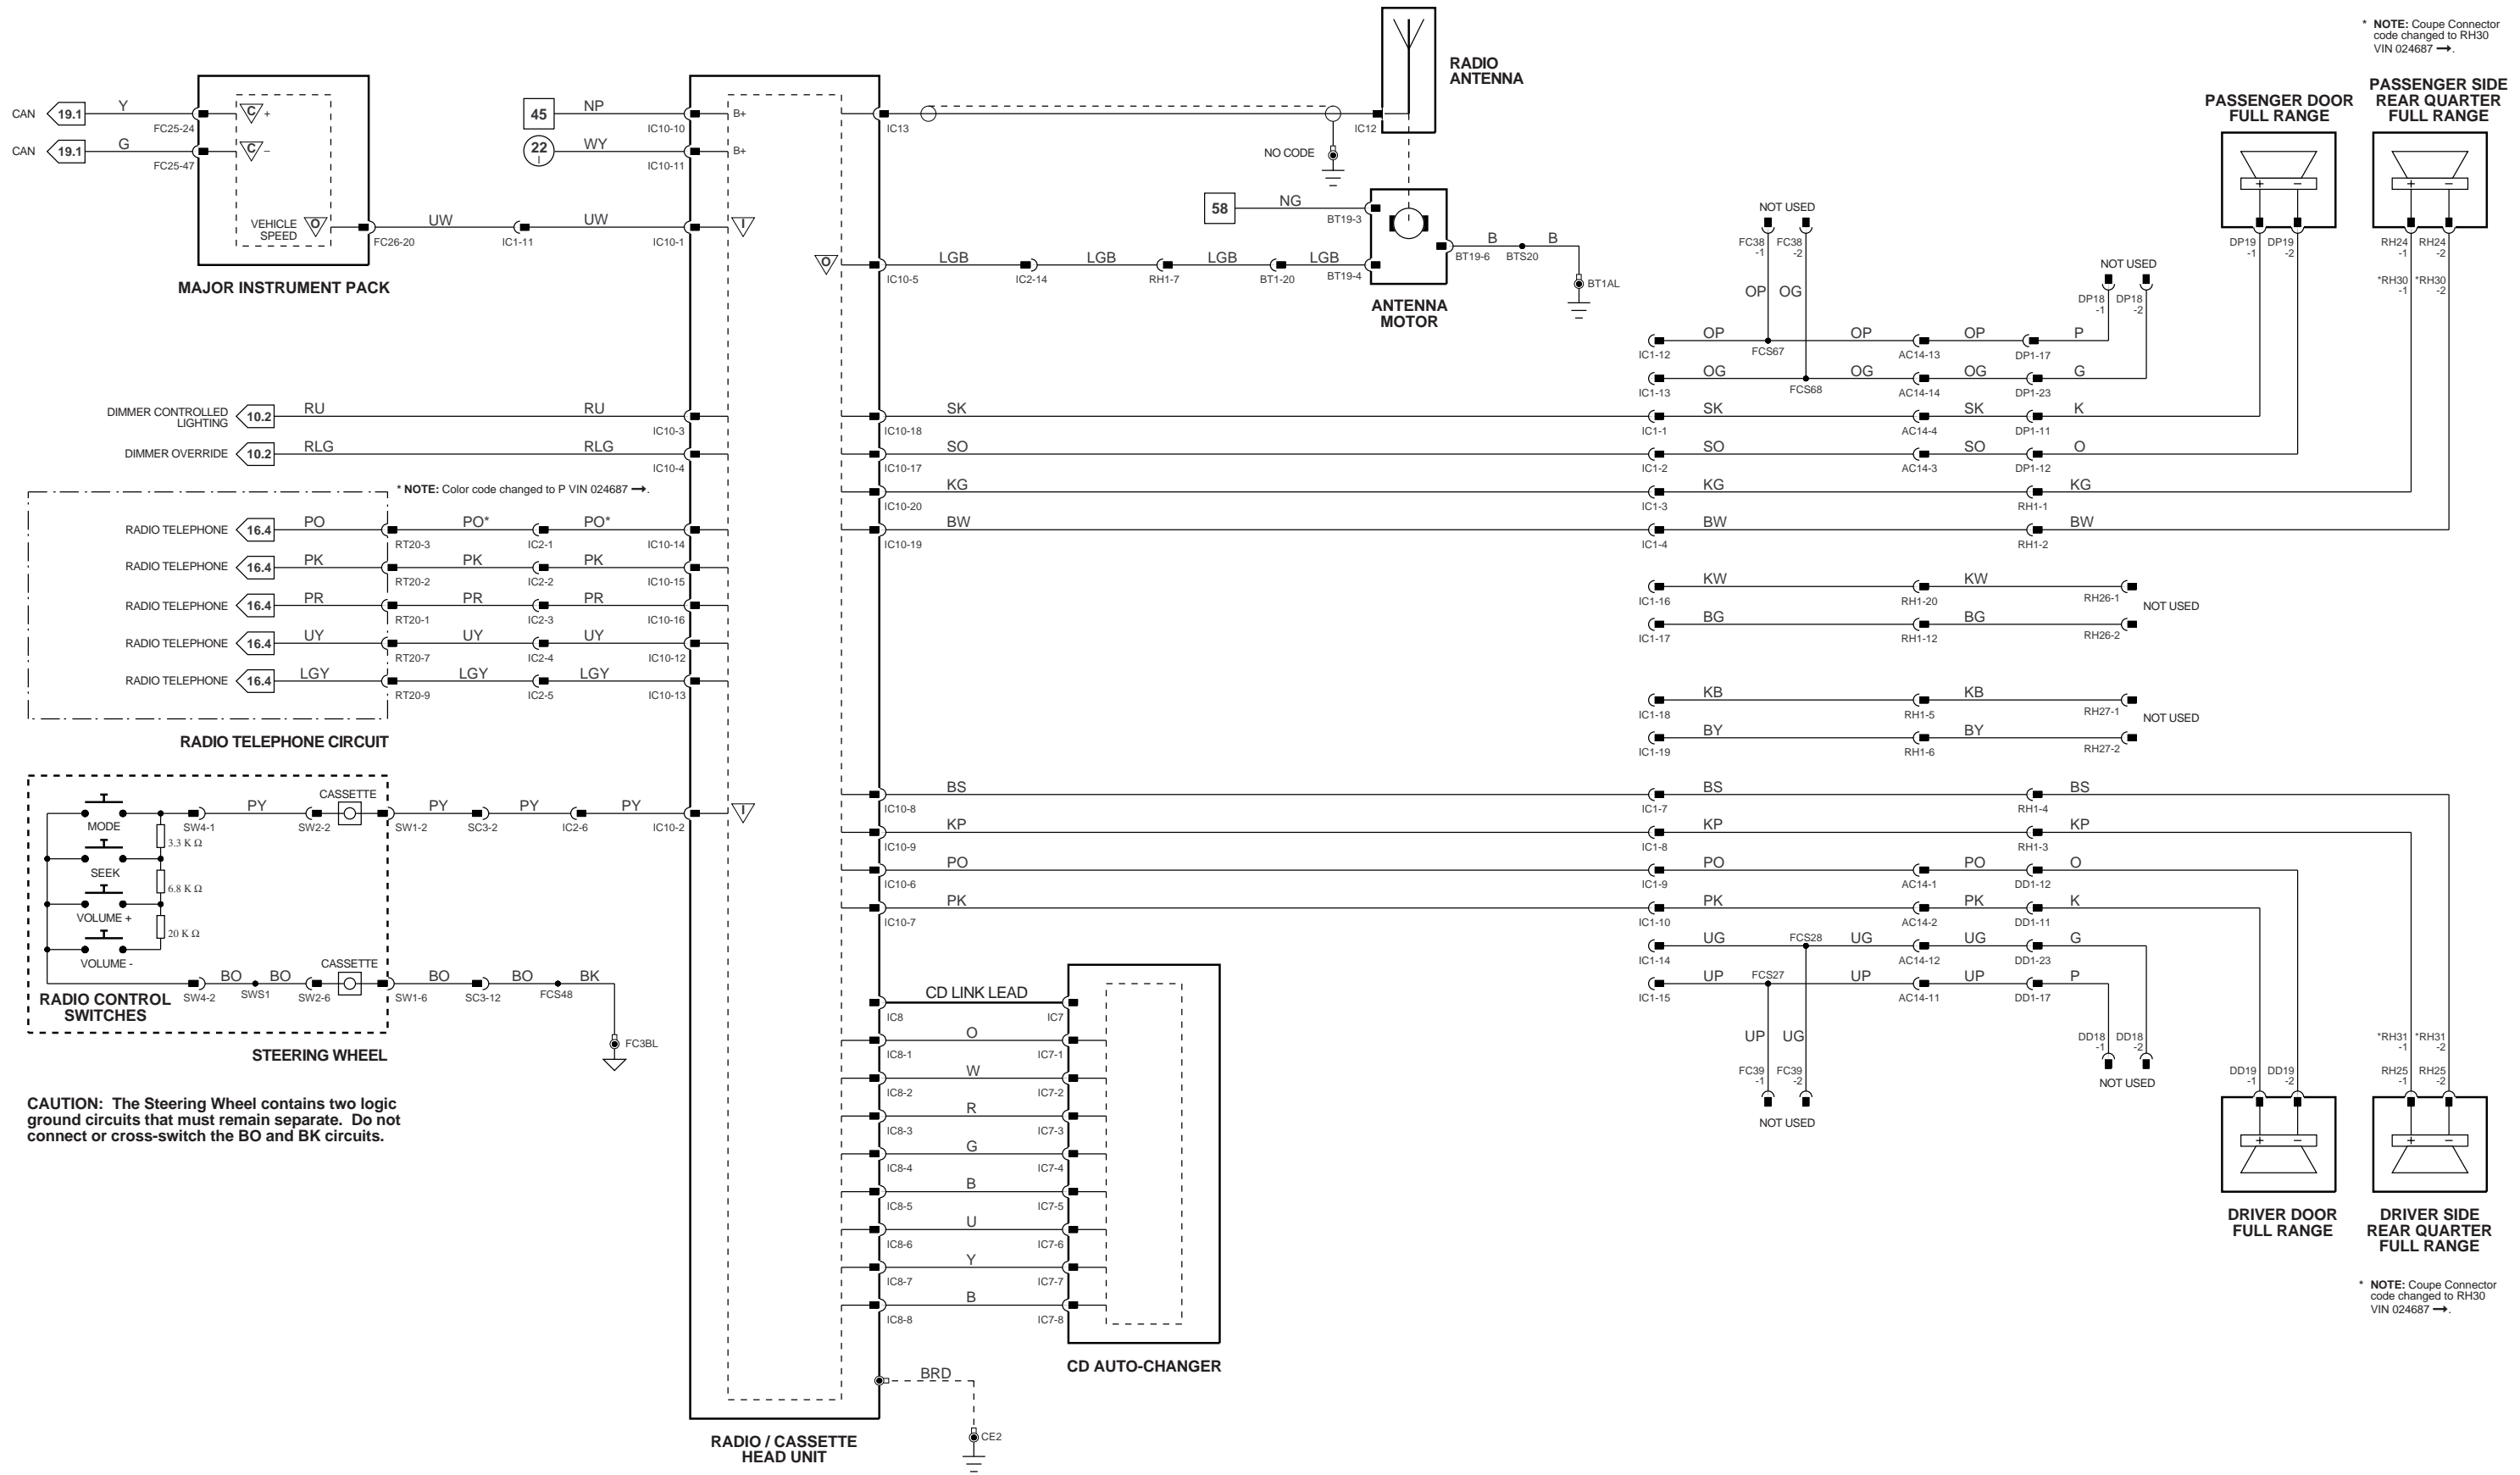 * NOTE: Coupe Connector
code changed to RH30
VIN 024687 →.
RADIO
ANTENNA
PASSENGER DOOR
FULL RANGE
PASSENGER SIDE
REAR QUARTER
FULL RANGE
CAN 19.1 Y FC25-24 C +
CAN 19.1 G FC25-47 C –
VEHICLE
SPEED O FC26-20 UW IC1-11 UW IC10-1 I
MAJOR INSTRUMENT PACK
45 NP IC10-10 B+
22 I WY IC10-11 B+
IC13 IC12
NO CODE
58 NG BT19-3
O IC10-5 LGB IC2-14 LGB RH1-7 LGB BT1-20 LGB BT19-4
BT19-6 B BTS20 B BT1AL
ANTENNA
MOTOR
NOT USED
FC38 -1 FC38 -2
OP OG
NOT USED
DP18 -1 DP18 -2
+ – DP19 -1 DP19 -2
+ – RH24 -1 RH24 -2
*RH30 -1 *RH30 -2
IC1-12 OP FCS67 OP AC14-13 OP DP1-17 P
IC1-13 OG FCS68 OG AC14-14 OG DP1-23 G
DIMMER CONTROLLED
LIGHTING 10.2 RU RU IC10-3
DIMMER OVERRIDE 10.2 RLG RLG IC10-4
IC10-18 SK IC1-1 SK AC14-4 SK DP1-11 K
IC10-17 SO IC1-2 SO AC14-3 SO DP1-12 O
IC10-20 KG IC1-3 KG RH1-1 KG
IC10-19 BW IC1-4 BW RH1-2 BW
* NOTE: Color code changed to P VIN 024687 →.
RADIO TELEPHONE 16.4 PO RT20-3 PO* IC2-1 PO* IC10-14
RADIO TELEPHONE 16.4 PK RT20-2 PK IC2-2 PK IC10-15
RADIO TELEPHONE 16.4 PR RT20-1 PR IC2-3 PR IC10-16
RADIO TELEPHONE 16.4 UY RT20-7 UY IC2-4 UY IC10-12
RADIO TELEPHONE 16.4 LGY RT20-9 LGY IC2-5 LGY IC10-13
RADIO TELEPHONE CIRCUIT
IC1-16 KW RH1-20 KW RH26-1
NOT USED
IC1-17 BG RH1-12 BG RH26-2
IC1-18 KB RH1-5 KB RH27-1
NOT USED
IC1-19 BY RH1-6 BY RH27-2
MODE SW4-1 PY SW2-2 CASSETTE SW1-2 PY SC3-2 PY IC2-6 PY IC10-2 I
3.3 K Ω
SEEK
6.8 K Ω
VOLUME +
20 K Ω
VOLUME -
SW4-2 BO SWS1 BO SW2-6 CASSETTE SW1-6 BO SC3-12 BO FCS48 BK
RADIO CONTROL
SWITCHES
FC3BL
STEERING WHEEL
CAUTION: The Steering Wheel contains two logic
ground circuits that must remain separate. Do not
connect or cross-switch the BO and BK circuits.
IC10-8 BS IC1-7 BS RH1-4 BS
IC10-9 KP IC1-8 KP RH1-3 KP
IC10-6 PO IC1-9 PO AC14-1 PO DD1-12 O
IC10-7 PK IC1-10 PK AC14-2 PK DD1-11 K
IC1-14 UG FCS28 UG AC14-12 UG DD1-23 G
IC1-15 UP FCS27 UP AC14-11 UP DD1-17 P
UP UG
FC39 -1 FC39 -2
NOT USED
DD18 -1 DD18 -2
NOT USED
DD19 -1 DD19 -2 + –
*RH31 -1 *RH31 -2
RH25 -1 RH25 -2 + –
IC8 CD LINK LEAD IC7
IC8-1 O IC7-1
IC8-2 W IC7-2
IC8-3 R IC7-3
IC8-4 G IC7-4
IC8-5 B IC7-5
IC8-6 U IC7-6
IC8-7 Y IC7-7
IC8-8 B IC7-8
CD AUTO-CHANGER
BRD
CE2
RADIO / CASSETTE
HEAD UNIT
DRIVER DOOR
FULL RANGE
DRIVER SIDE
REAR QUARTER
FULL RANGE
* NOTE: Coupe Connector
code changed to RH30
VIN 024687 →.